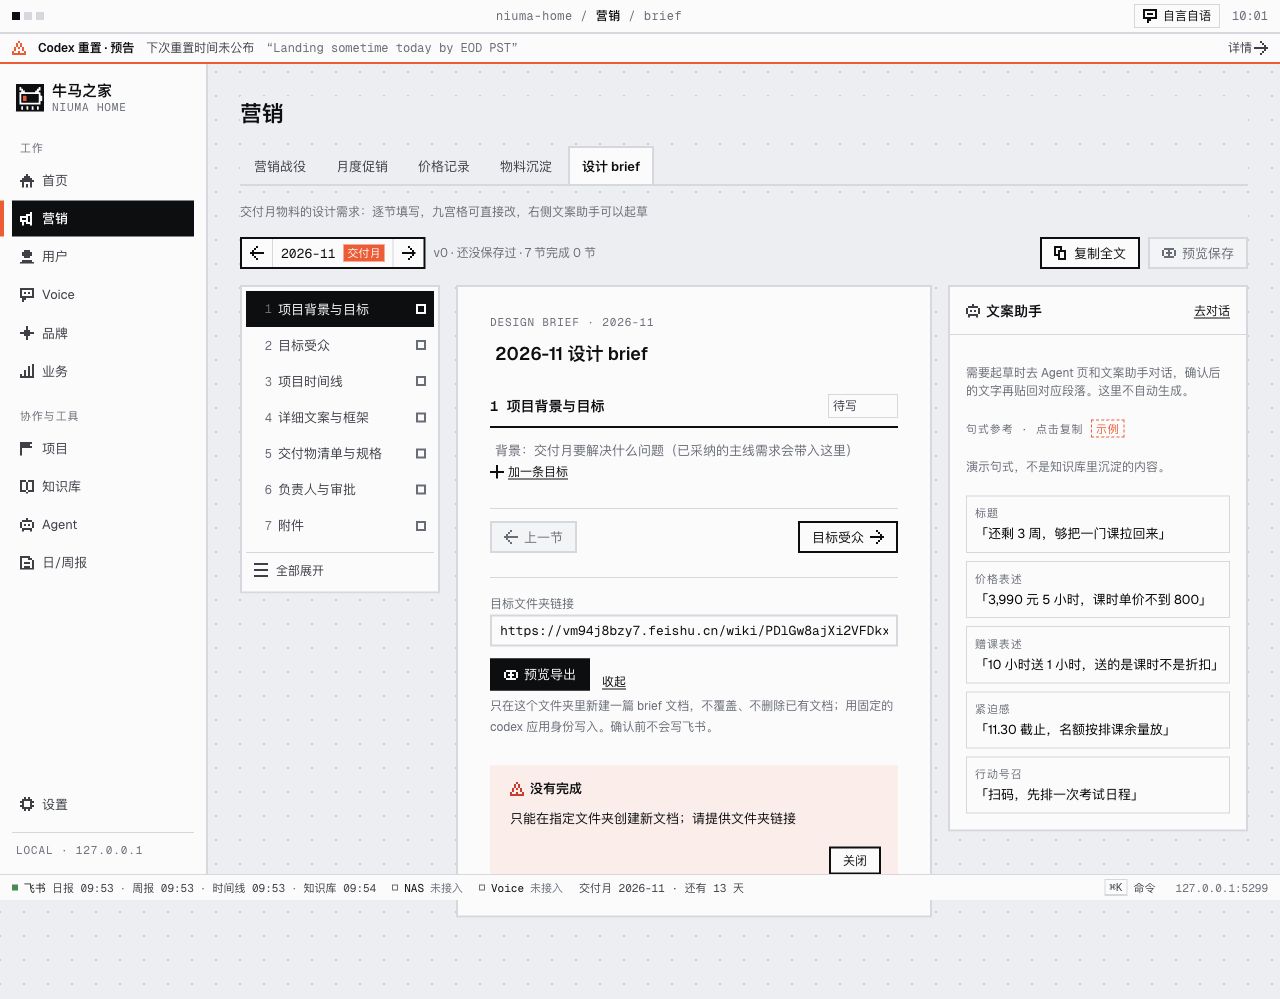 niuma-home / 营销 / brief
自言自语
10:01
Codex 重置 · 预告 下次重置时间未公布 “Landing sometime today by EOD PST”
详情
牛马之家
NIUMA HOME
工作
首页
营销
用户
Voice
品牌
业务
协作与工具
项目
知识库
Agent
日/周报
设置
LOCAL · 127.0.0.1
营销
营销战役
月度促销
价格记录
物料沉淀
设计 brief
交付月物料的设计需求：逐节填写，九宫格可直接改，右侧文案助手可以起草
2026-11 交付月
v0 · 还没保存过 · 7 节完成 0 节
复制全文
预览保存
1 项目背景与目标
2 目标受众
3 项目时间线
4 详细文案与框架
5 交付物清单与规格
6 负责人与审批
7 附件
全部展开
DESIGN BRIEF · 2026-11
2026-11 设计 brief
1 项目背景与目标
待写
背景：交付月要解决什么问题（已采纳的主线需求会带入这里）
加一条目标
上一节
目标受众
目标文件夹链接
https://vm94j8bzy7.feishu.cn/wiki/PDlGw8ajXi2VFDkx
预览导出
收起
只在这个文件夹里新建一篇 brief 文档，不覆盖、不删除已有文档；用固定的
codex 应用身份写入。确认前不会写飞书。
没有完成
只能在指定文件夹创建新文档；请提供文件夹链接
关闭
文案助手
去对话
需要起草时去 Agent 页和文案助手对话，确认后
的文字再贴回对应段落。这里不自动生成。
句式参考 · 点击复制 示例
演示句式，不是知识库里沉淀的内容。
标题
「还剩 3 周，够把一门课拉回来」
价格表述
「3,990 元 5 小时，课时单价不到 800」
赠课表述
「10 小时送 1 小时，送的是课时不是折扣」
紧迫感
「11.30 截止，名额按排课余量放」
行动号召
「扫码，先排一次考试日程」
飞书 日报 09:53 · 周报 09:53 · 时间线 09:53 · 知识库 09:54
NAS 未接入
Voice 未接入
交付月 2026-11 · 还有 13 天
⌘K 命令
127.0.0.1:5299